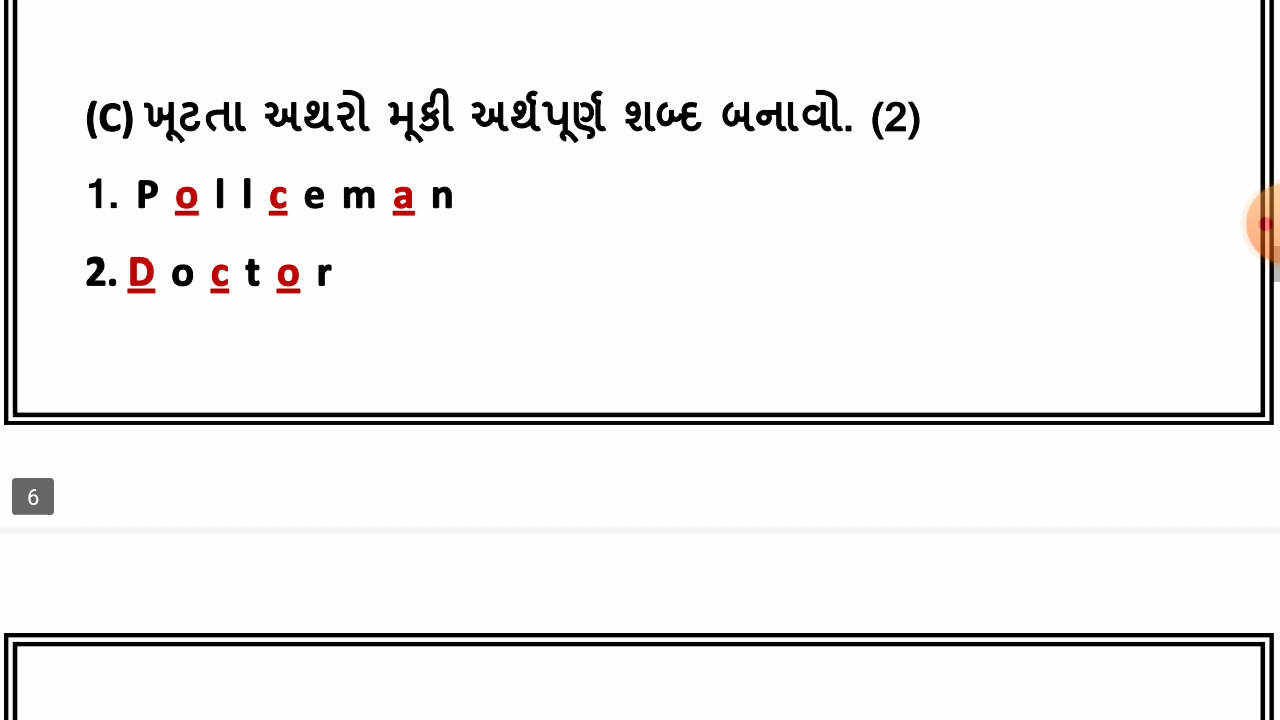 (C) ખૂટતા અથરો મૂકી અર્થપૂર્ણ શબ્દ બનાવો. (2)
1. P o l l c e m a n
2. D o c t o r
6